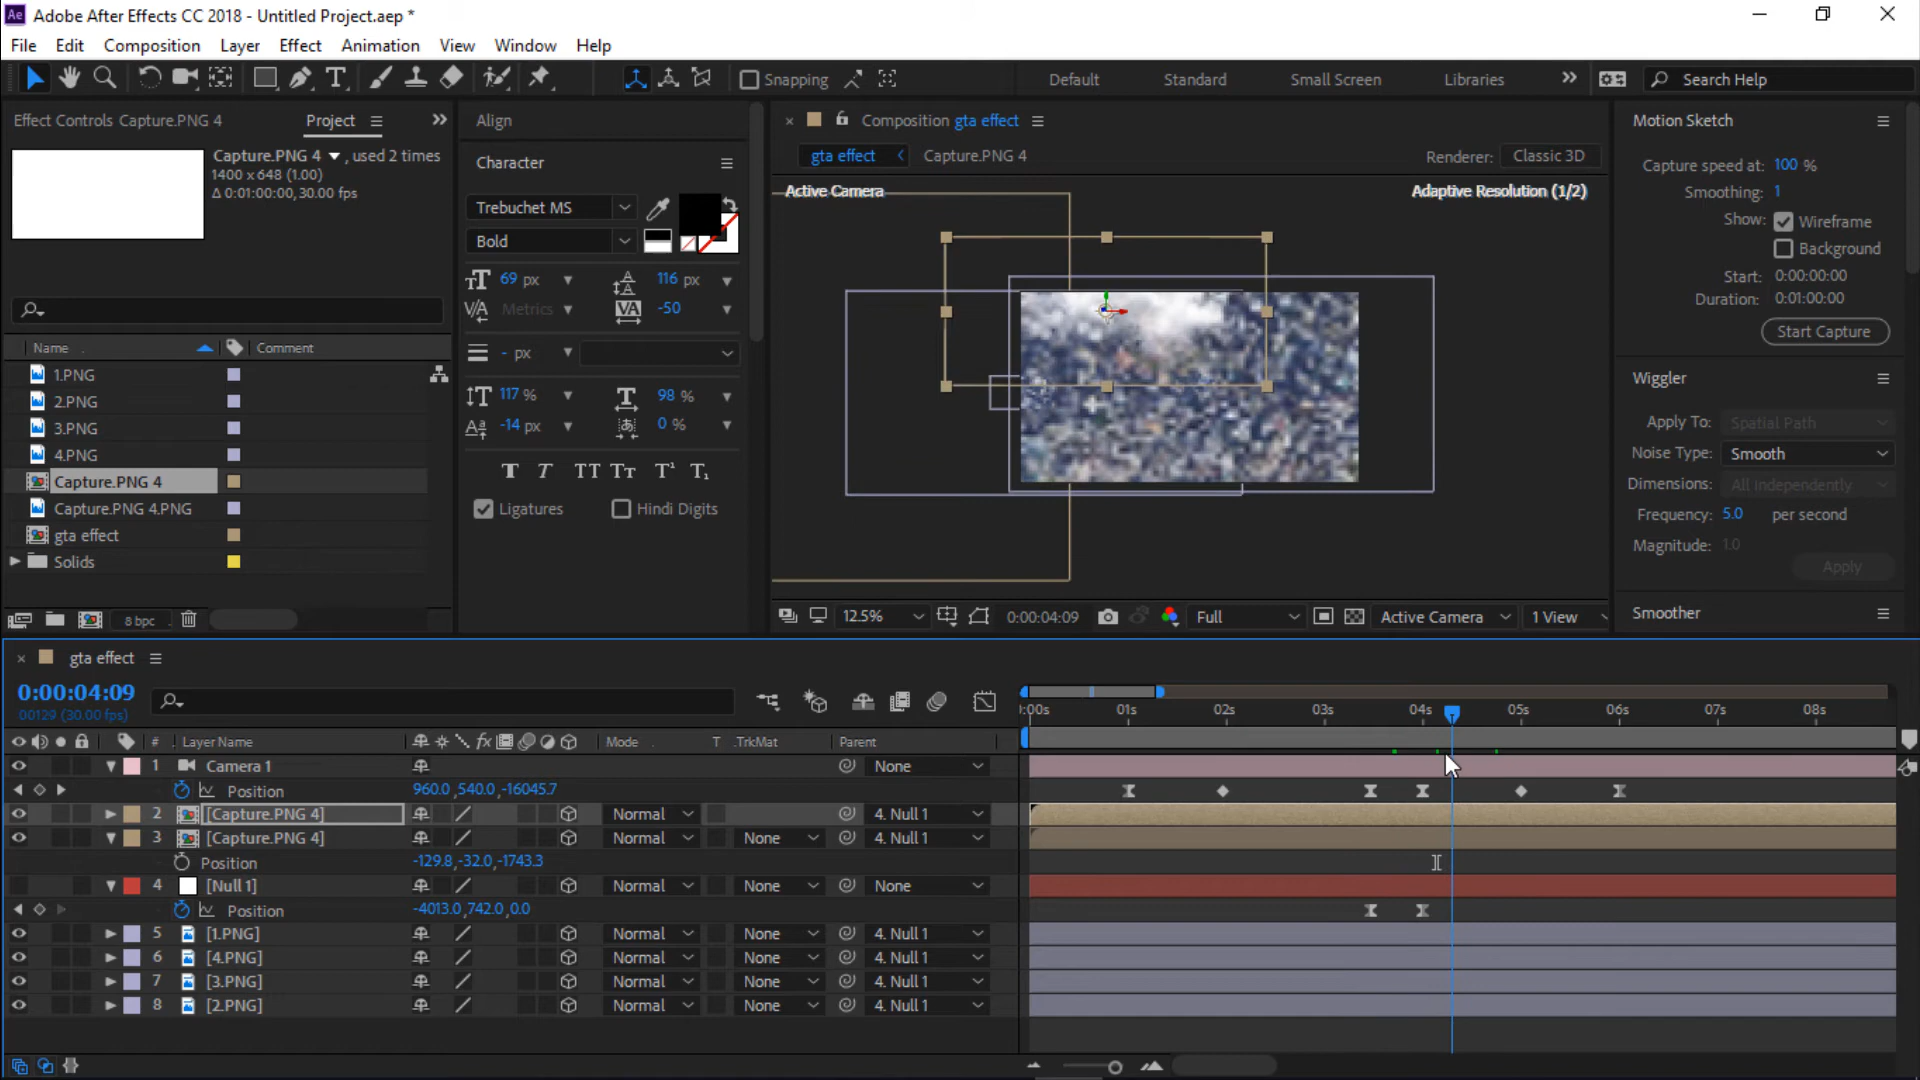 Ae Adobe After Effects CC 2018 - Untitled Project.aep *
File Edit Composition Layer Effect Animation View Window Help
Snapping Default Standard Small Screen Libraries Search Help
Effect Controls Capture.PNG 4 Project
Capture.PNG 4 , used 2 times
1400 x 648 (1.00)
Δ 0:01:00:00, 30.00 fps
Name Comment
1.PNG
2.PNG
3.PNG
4.PNG
Capture.PNG 4
Capture.PNG 4.PNG
gta effect
Solids
8 bpc
Align
Character
Trebuchet MS
Bold
69 px 116 px
Metrics -50
- px
117 % 98 %
-14 px 0 %
T T TT Tt T¹ T₁
Ligatures Hindi Digits
Composition gta effect
gta effect Capture.PNG 4 Renderer: Classic 3D
Active Camera Adaptive Resolution (1/2)
12.5% 0:00:04:09 Full Active Camera 1 View
Motion Sketch
Capture speed at: 100 %
Smoothing: 1
Show: Wireframe
Background
Start: 0:00:00:00
Duration: 0:01:00:00
Start Capture
Wiggler
Apply To: Spatial Path
Noise Type: Smooth
Dimensions: All Independently
Frequency: 5.0 per second
Magnitude: 1.0
Apply
Smoother
gta effect
0:00:04:09
00129 (30.00 fps)
:00s 01s 02s 03s 04s 05s 06s 07s 08s
# Layer Name Mode T .TrkMat Parent
1 Camera 1 None
Position 960.0,540.0,-16045.7
2 [Capture.PNG 4] Normal 4. Null 1
3 [Capture.PNG 4] Normal None 4. Null 1
Position -129.8,-32.0,-1743.3
4 [Null 1] Normal None None
Position -4013.0,742.0,0.0
5 [1.PNG] Normal None 4. Null 1
6 [4.PNG] Normal None 4. Null 1
7 [3.PNG] Normal None 4. Null 1
8 [2.PNG] Normal None 4. Null 1